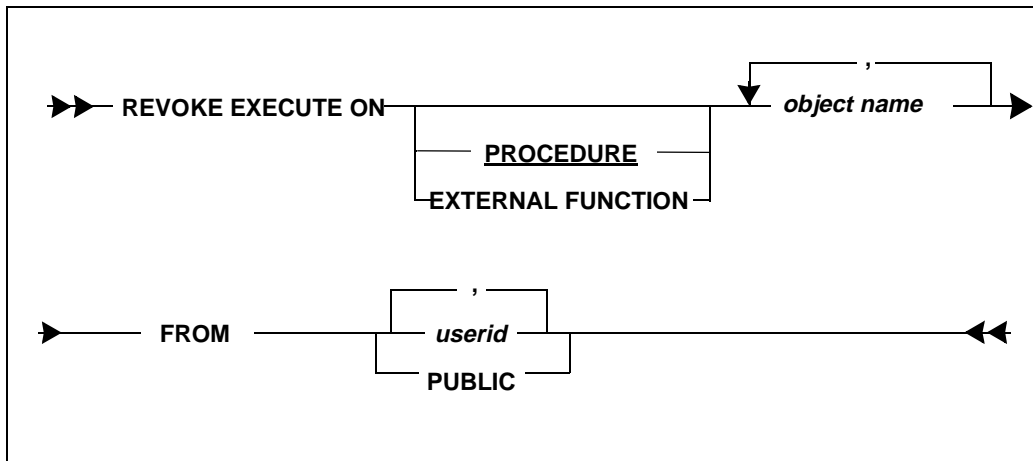 ,
REVOKE EXECUTE ON object name
PROCEDURE
EXTERNAL FUNCTION
,
FROM userid
PUBLIC